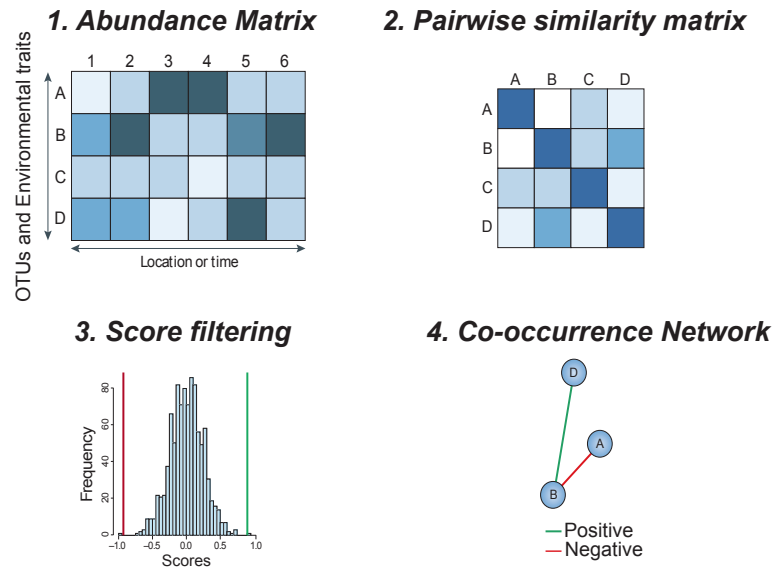 1. Abundance Matrix
1 2 3 4 5 6
A
B
C
D
OTUs and Environmental traits
Location or time
2. Pairwise similarity matrix
A B C D
A
B
C
D
3. Score filtering
Frequency
80
60
40
20
0
−1.0 −0.5 0.0 0.5 1.0
Scores
4. Co-occurrence Network
D
A
B
Positive
Negative